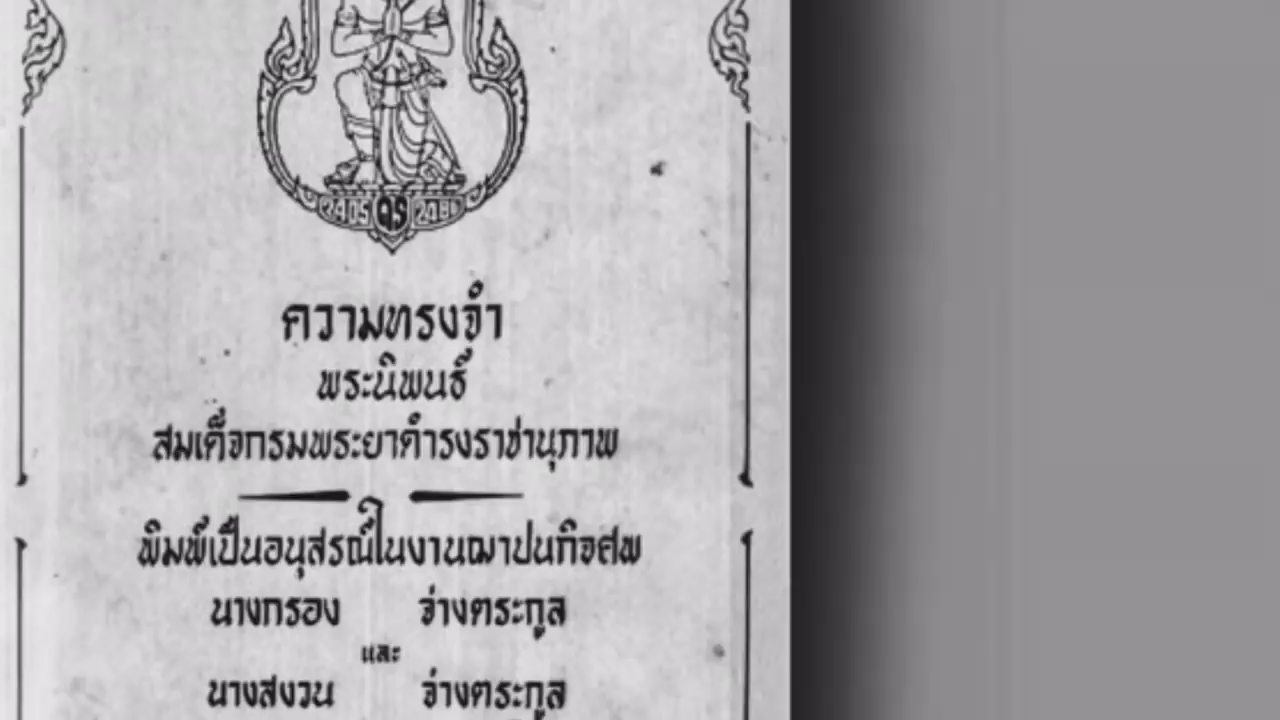 2405 ดร 248
ความทรงจำ
พระนิพนธ์
สมเด็จกรมพระยาดำรงราชานุภาพ
พิมพ์เป็นอนุสรณ์ในงานฌาปนกิจศพ
นางกรอง จ่างตระกูล
และ
นางสงวน จ่างตระกูล